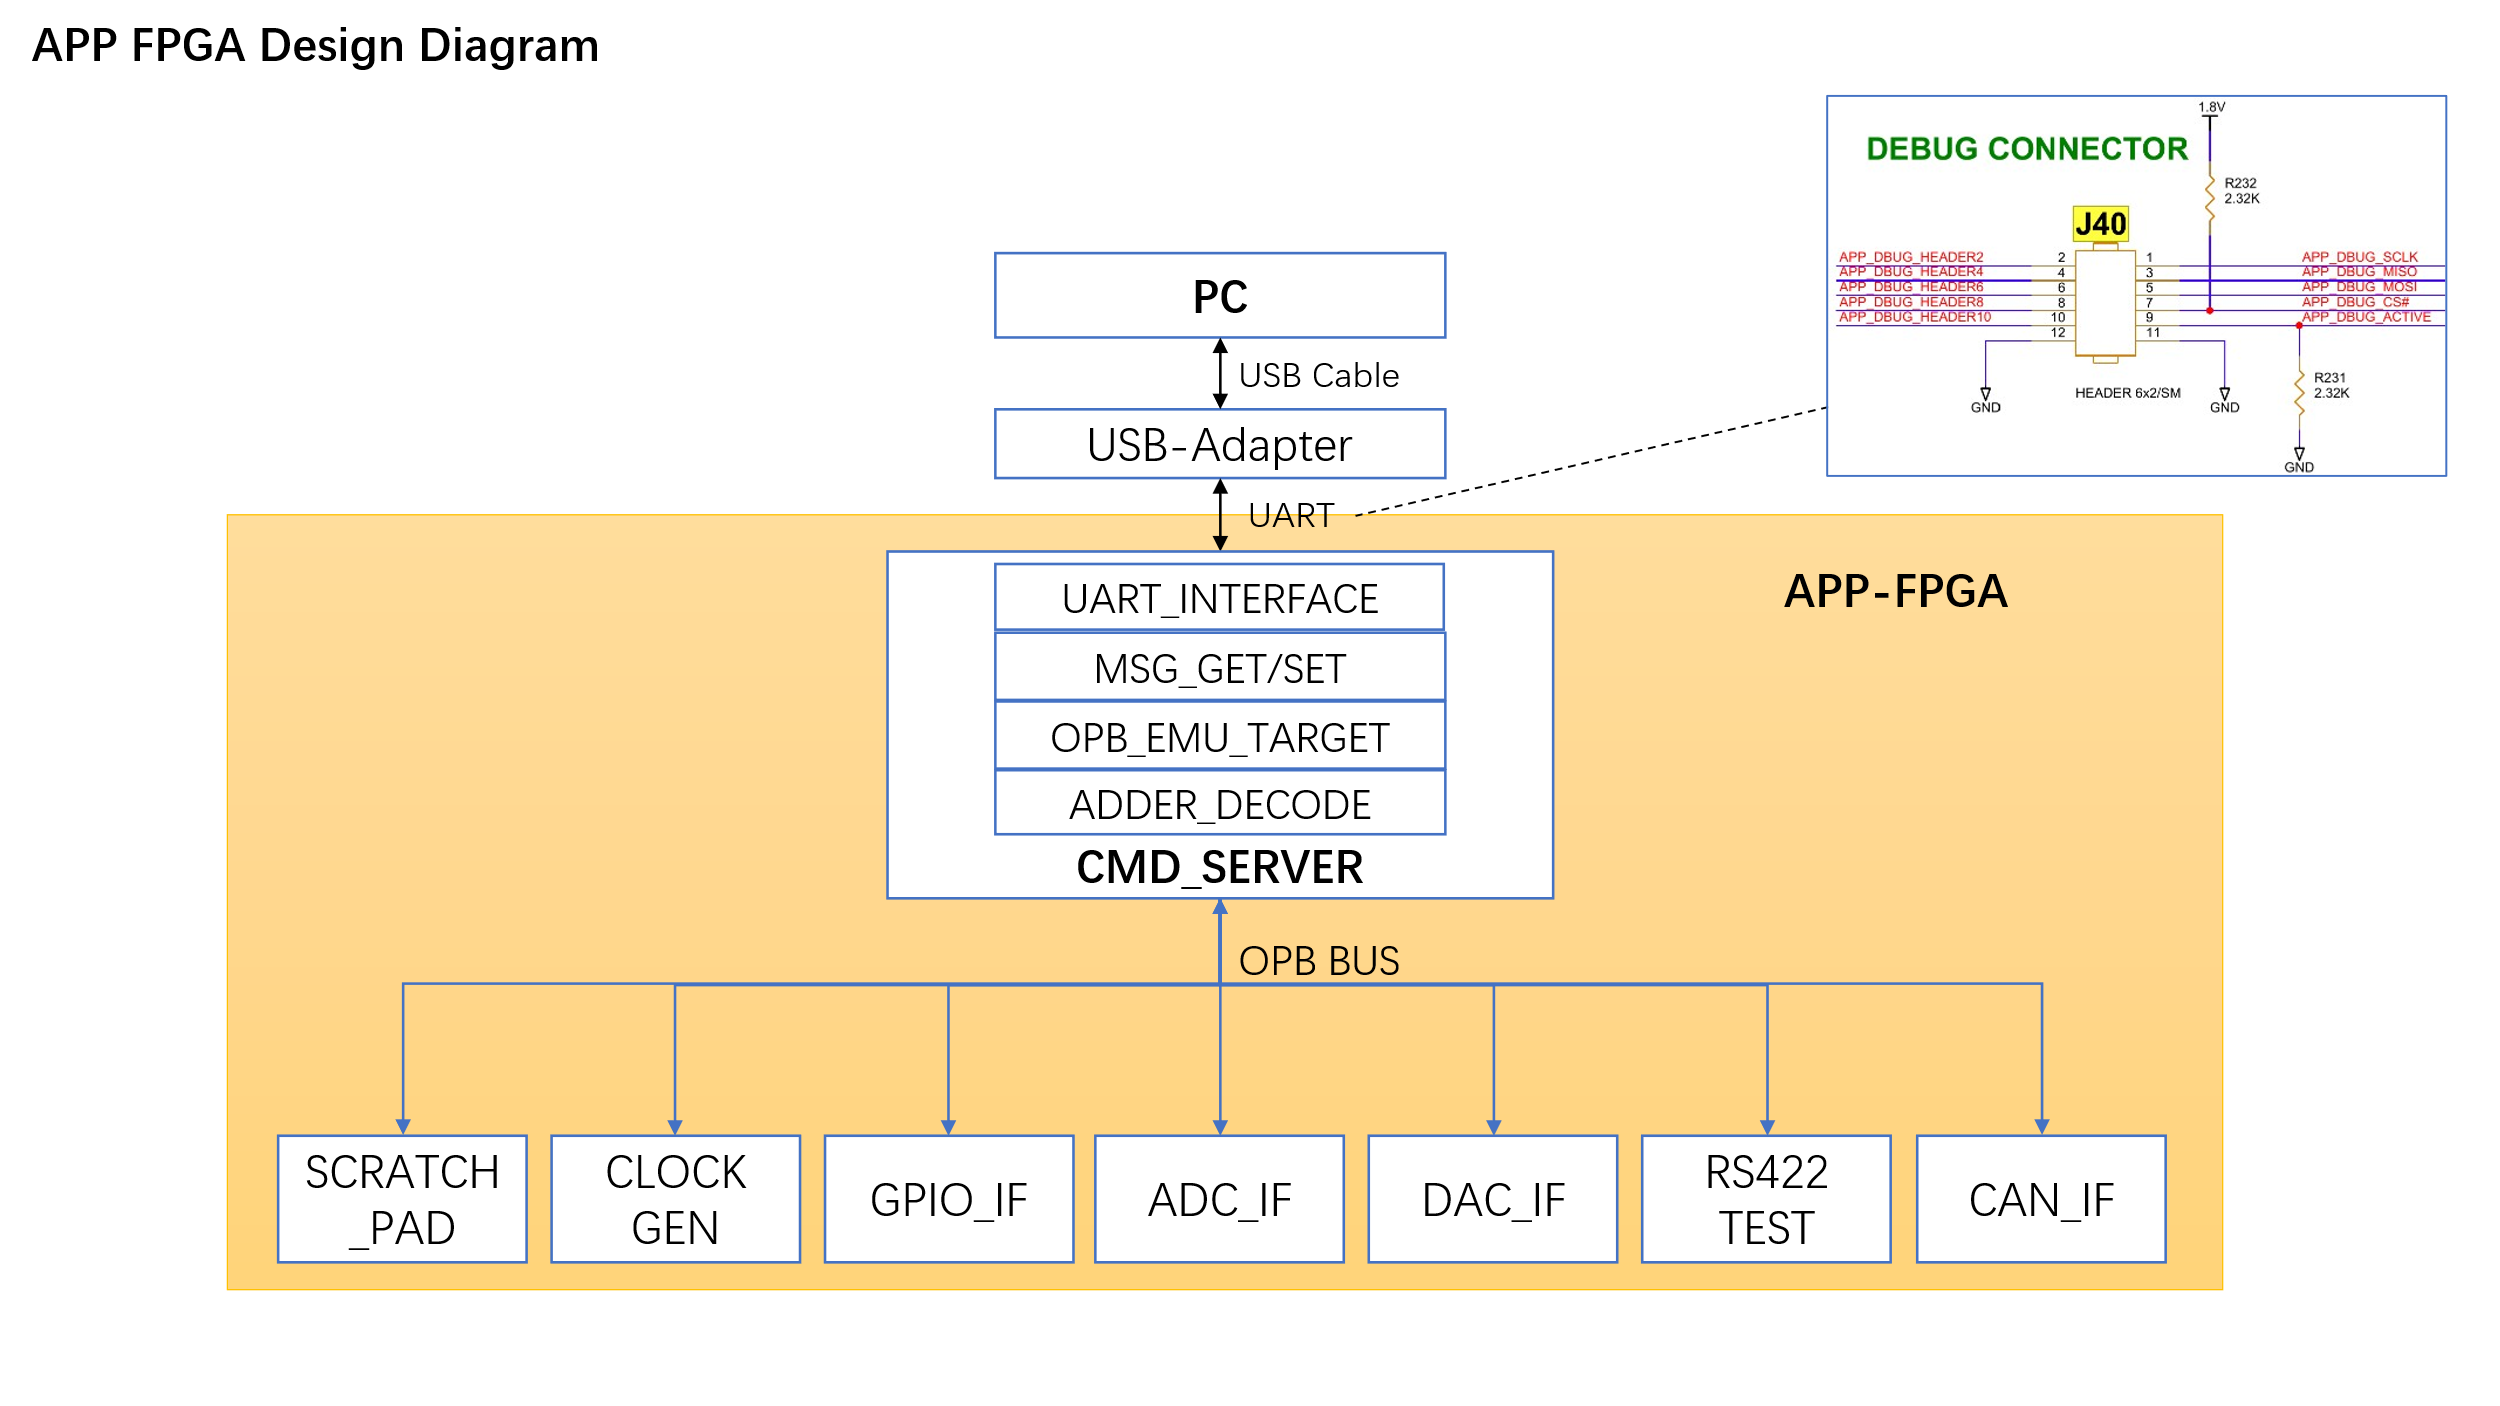 APP FPGA Design Diagram
1.8V
DEBUG CONNECTOR
R232
2.32K
J40
APP_DBUG_HEADER2 2 1 APP_DBUG_SCLK
APP_DBUG_HEADER4 4 3 APP_DBUG_MISO
APP_DBUG_HEADER6 6 5 APP_DBUG_MOSI
APP_DBUG_HEADER8 8 7 APP_DBUG_CS#
APP_DBUG_HEADER10 10 9 APP_DBUG_ACTIVE
12 11
R231
2.32K
HEADER 6x2/SM
GND
GND
GND
PC
USB Cable
USB-Adapter
UART
APP-FPGA
UART_INTERFACE
MSG_GET/SET
OPB_EMU_TARGET
ADDER_DECODE
CMD_SERVER
OPB BUS
SCRATCH
_PAD
CLOCK
GEN
GPIO_IF
ADC_IF
DAC_IF
RS422
TEST
CAN_IF